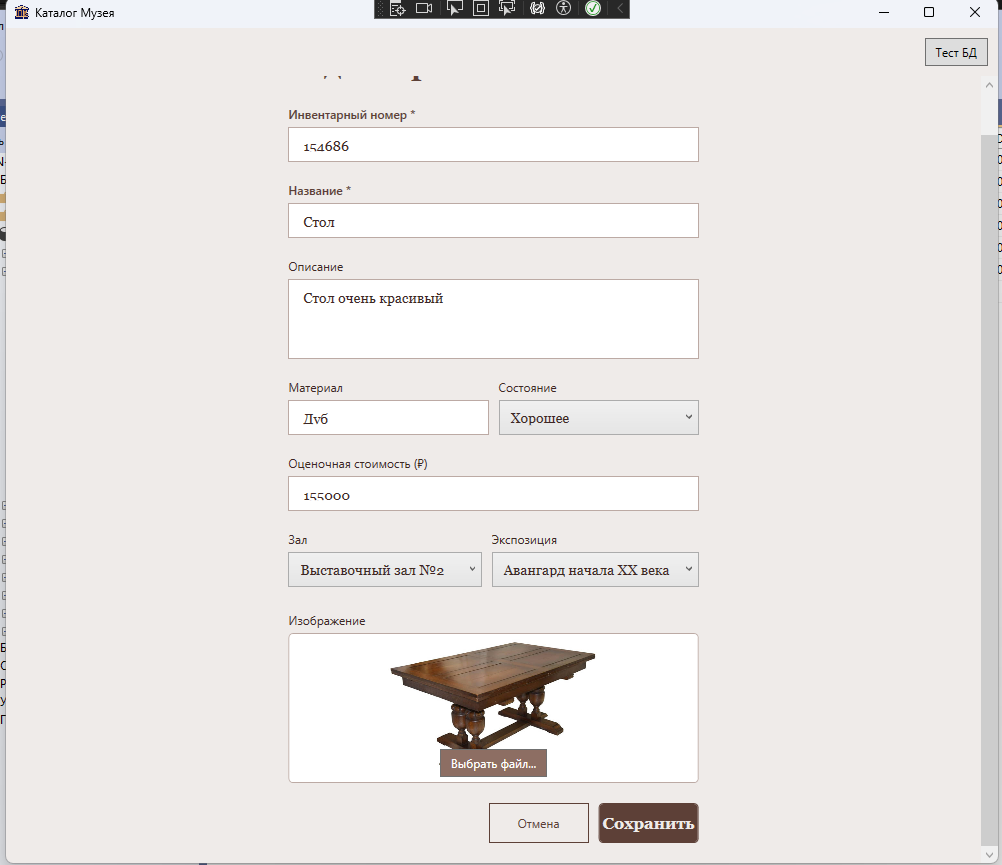 Каталог Музея
Тест БД
Инвентарный номер *
154686
Название *
Стол
Описание
Стол очень красивый
Материал
Состояние
Дуб
Хорошее
Оценочная стоимость (₽)
155000
Зал
Экспозиция
Выставочный зал №2
Авангард начала XX века
Изображение
Выбрать файл...
Отмена
Сохранить